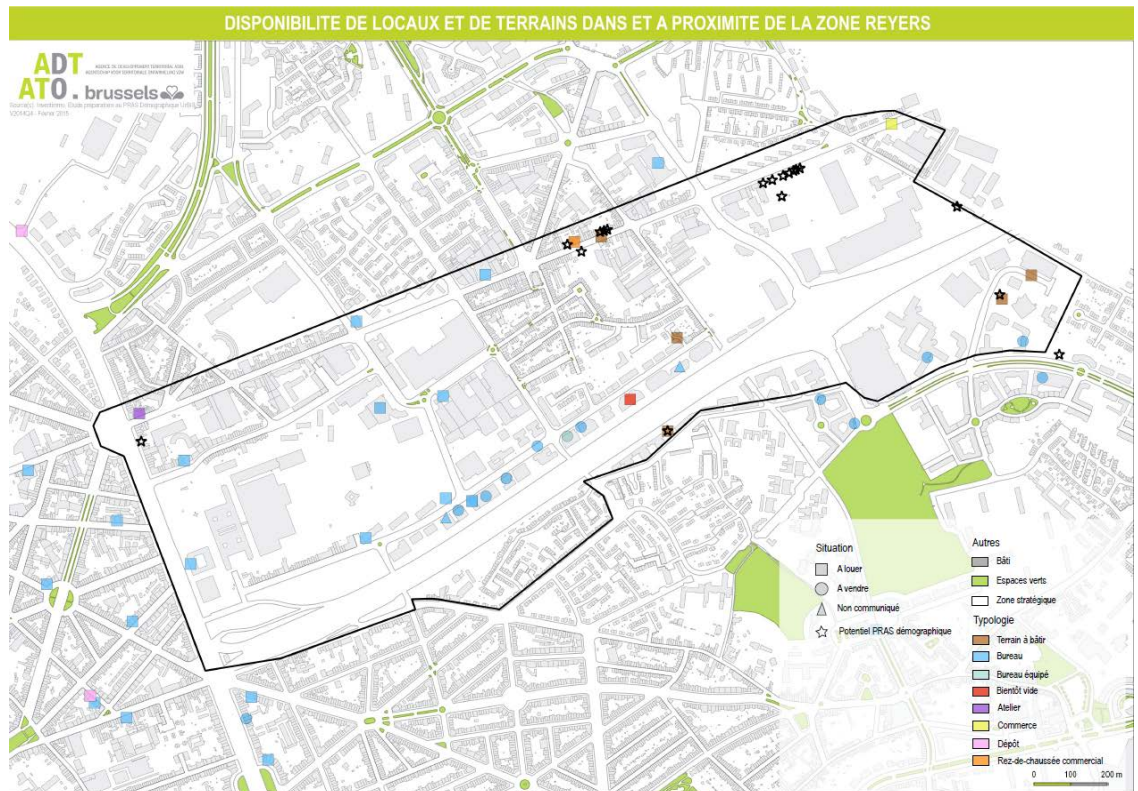 DISPONIBILITE DE LOCAUX ET DE TERRAINS DANS ET A PROXIMITE DE LA ZONE REYERS
ADT
ATO. brussels
Situation
A louer
A vendre
Non communiqué
Potentiel PRAS démographique
Autres
Bâti
Espaces verts
Zone stratégique
Typologie
Terrain à bâtir
Bureau
Bureau équipé
Bientôt vide
Atelier
Commerce
Dépôt
Rez-de-chaussée commercial
0 100 200 m